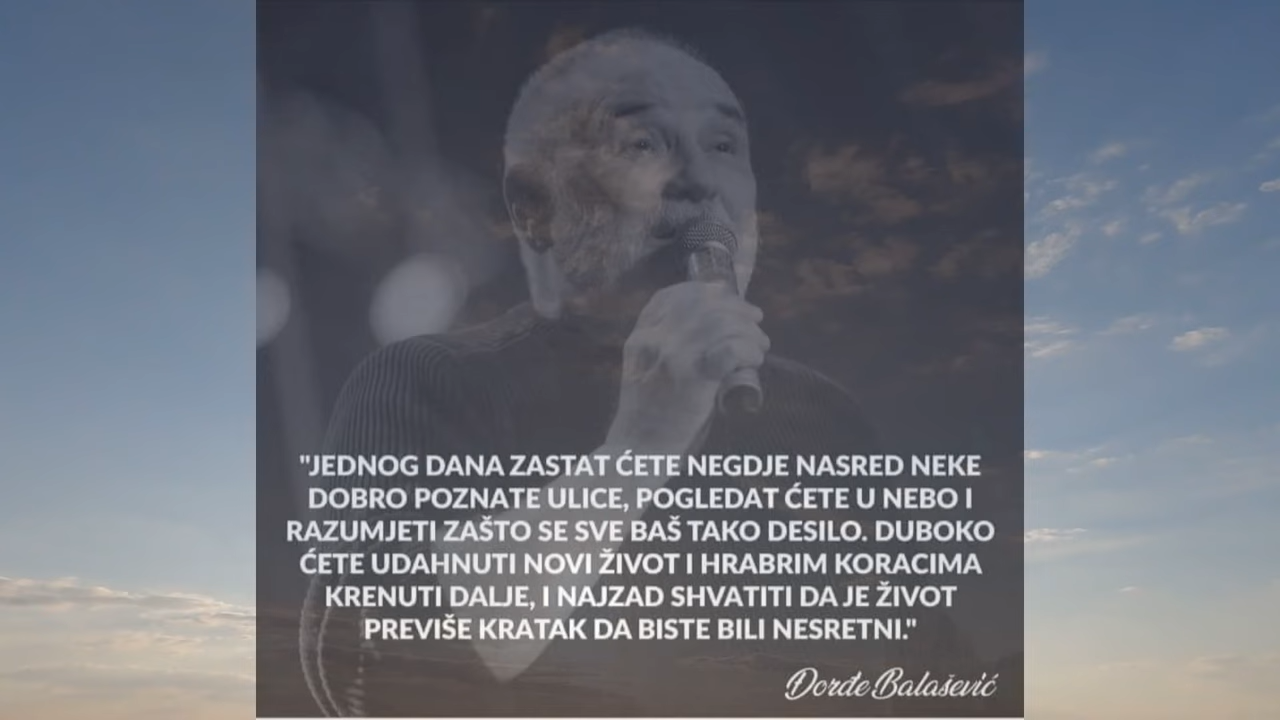 "JEDNOG DANA ZASTAT ĆETE NEGDJE NASRED NEKE
DOBRO POZNATE ULICE, POGLEDAT ĆETE U NEBO I
RAZUMJETI ZAŠTO SE SVE BAŠ TAKO DESILO. DUBOKO
ĆETE UDAHNUTI NOVI ŽIVOT I HRABRIM KORACIMA
KRENUTI DALJE, I NAJZAD SHVATITI DA JE ŽIVOT
PREVIŠE KRATAK DA BISTE BILI NESRETNI."
Đorđe Balašević